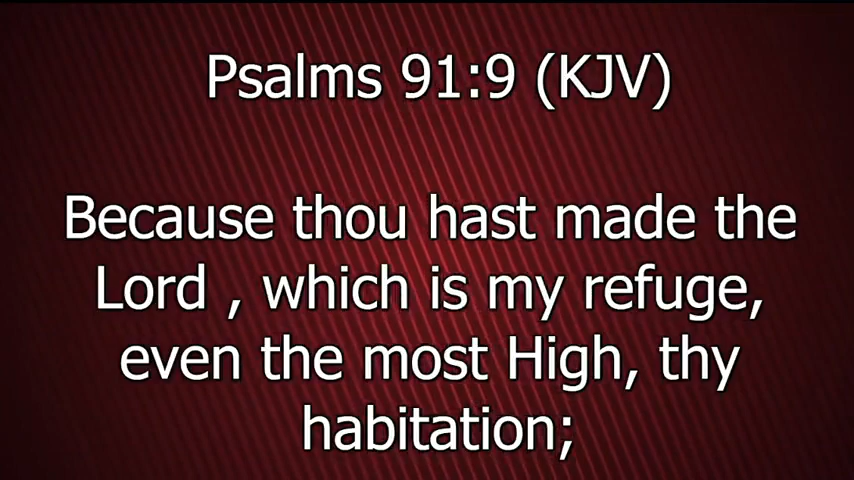 Psalms 91:9 (KJV)
Because thou hast made the
Lord , which is my refuge,
even the most High, thy
habitation;